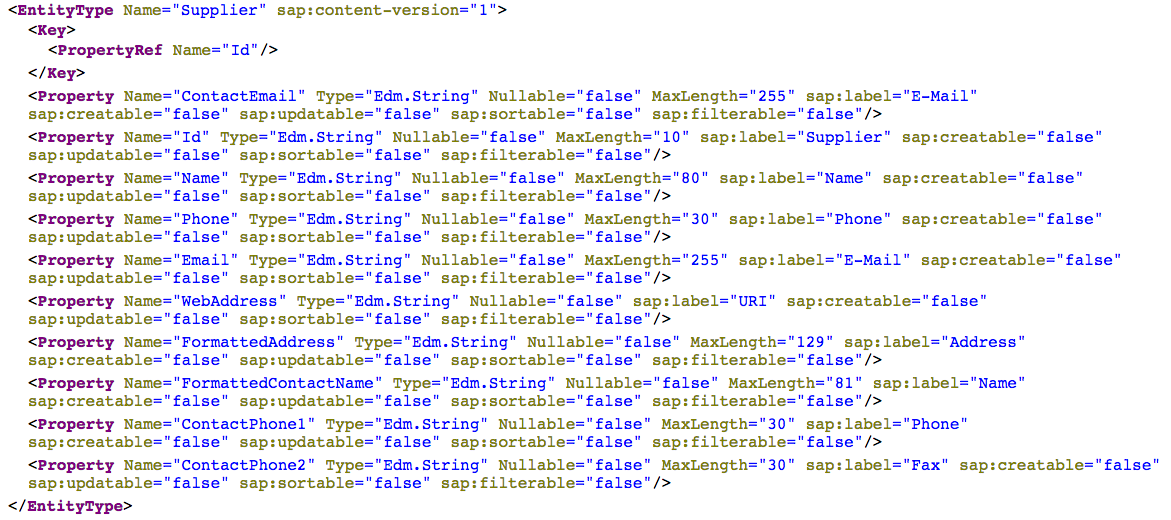 <EntityType Name="Supplier" sap:content-version="1">
<Key>
<PropertyRef Name="Id"/>
</Key>
<Property Name="ContactEmail" Type="Edm.String" Nullable="false" MaxLength="255" sap:label="E-Mail"
sap:creatable="false" sap:updatable="false" sap:sortable="false" sap:filterable="false"/>
<Property Name="Id" Type="Edm.String" Nullable="false" MaxLength="10" sap:label="Supplier" sap:creatable="false"
sap:updatable="false" sap:sortable="false" sap:filterable="false"/>
<Property Name="Name" Type="Edm.String" Nullable="false" MaxLength="80" sap:label="Name" sap:creatable="false"
sap:updatable="false" sap:sortable="false" sap:filterable="false"/>
<Property Name="Phone" Type="Edm.String" Nullable="false" MaxLength="30" sap:label="Phone" sap:creatable="false"
sap:updatable="false" sap:sortable="false" sap:filterable="false"/>
<Property Name="Email" Type="Edm.String" Nullable="false" MaxLength="255" sap:label="E-Mail" sap:creatable="false"
sap:updatable="false" sap:sortable="false" sap:filterable="false"/>
<Property Name="WebAddress" Type="Edm.String" Nullable="false" sap:label="URI" sap:creatable="false"
sap:updatable="false" sap:sortable="false" sap:filterable="false"/>
<Property Name="FormattedAddress" Type="Edm.String" Nullable="false" MaxLength="129" sap:label="Address"
sap:creatable="false" sap:updatable="false" sap:sortable="false" sap:filterable="false"/>
<Property Name="FormattedContactName" Type="Edm.String" Nullable="false" MaxLength="81" sap:label="Name"
sap:creatable="false" sap:updatable="false" sap:sortable="false" sap:filterable="false"/>
<Property Name="ContactPhone1" Type="Edm.String" Nullable="false" MaxLength="30" sap:label="Phone"
sap:creatable="false" sap:updatable="false" sap:sortable="false" sap:filterable="false"/>
<Property Name="ContactPhone2" Type="Edm.String" Nullable="false" MaxLength="30" sap:label="Fax" sap:creatable="false"
sap:updatable="false" sap:sortable="false" sap:filterable="false"/>
</EntityType>